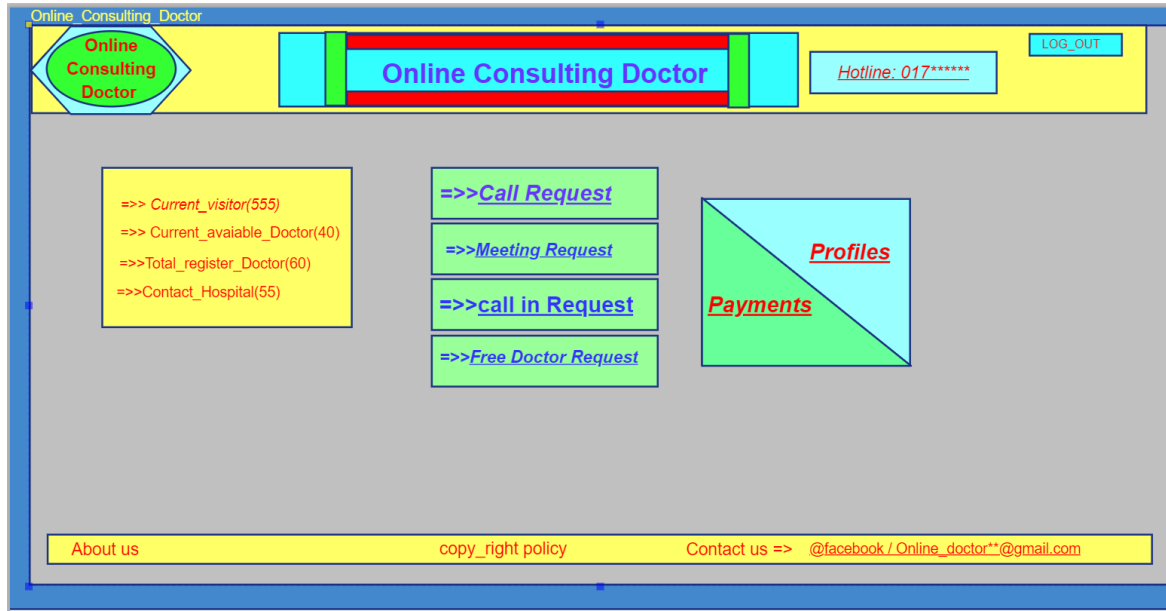 Online_Consulting_Doctor
Online
Consulting
Doctor
Online Consulting Doctor
Hotline: 017******
LOG_OUT
=>> Current_visitor(555)
=>> Current_avaiable_Doctor(40)
=>>Total_register_Doctor(60)
=>>Contact_Hospital(55)
=>>Call Request
=>>Meeting Request
=>>call in Request
=>>Free Doctor Request
Profiles
Payments
About us
copy_right policy
Contact us => @facebook / Online_doctor**@gmail.com